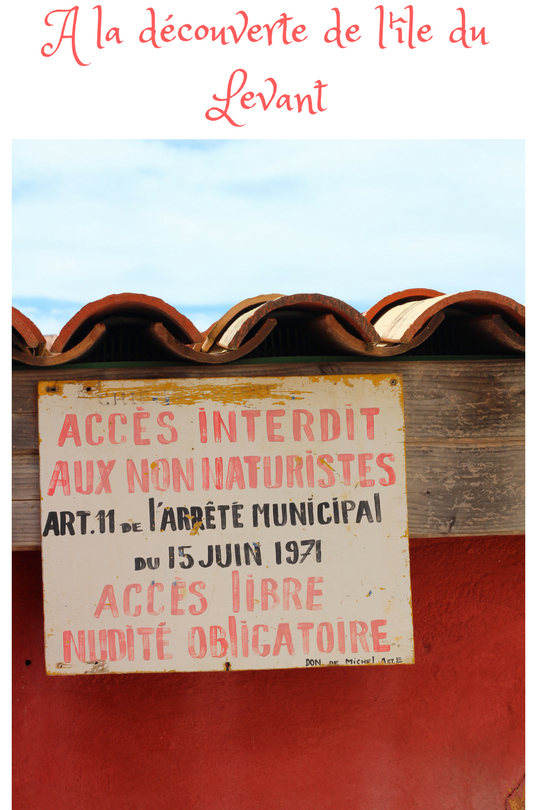 A la découverte de l'île du
Levant
ACCÈS INTERDIT
AUX NON NATURISTES
ART.11 DE l'ARRÊTÉ MUNICIPAL
DU 15 JUIN 1971
ACCÈS lIBRE
NUDITÉ OBlIGATOIRE
DON. DE MICHEL ARTE